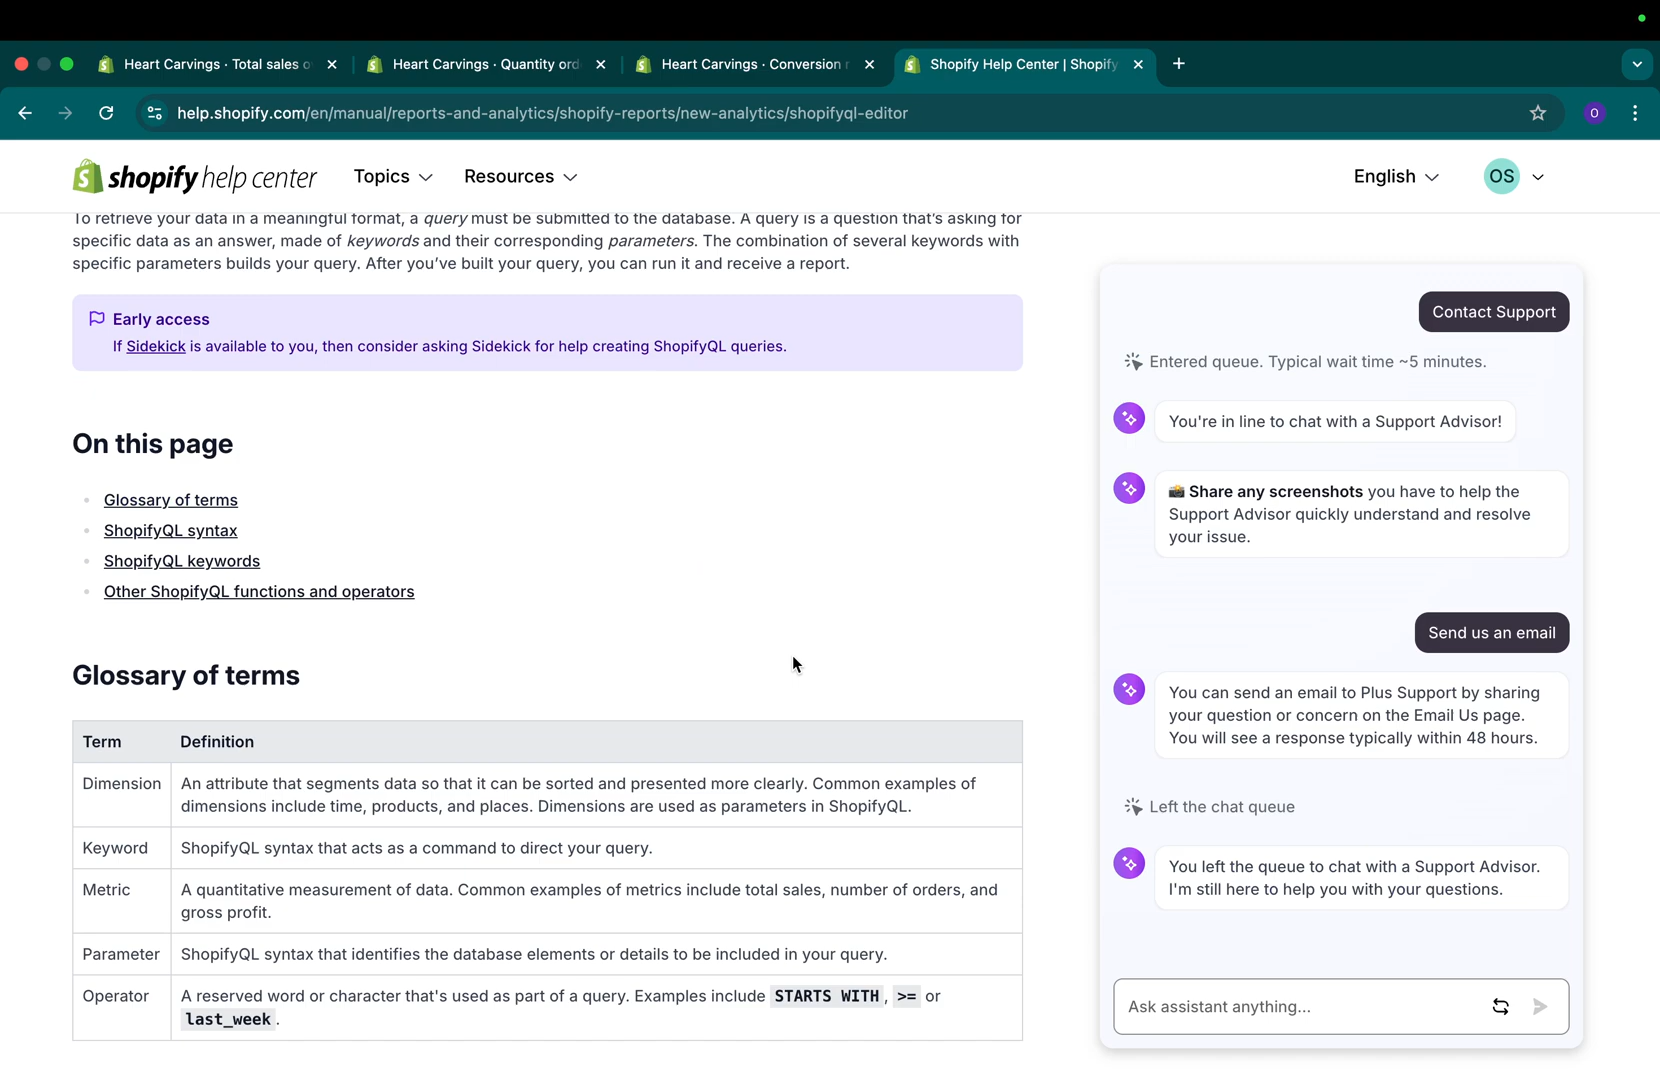 Heart Carvings · Total sales o
Heart Carvings · Quantity ord
Heart Carvings · Conversion r
Shopify Help Center | Shopify
help.shopify.com/en/manual/reports-and-analytics/shopify-reports/new-analytics/shopifyql-editor
O
shopify help center
Topics
Resources
English
OS
To retrieve your data in a meaningful format, a query must be submitted to the database. A query is a question that's asking for
specific data as an answer, made of keywords and their corresponding parameters. The combination of several keywords with
specific parameters builds your query. After you've built your query, you can run it and receive a report.
Early access
If Sidekick is available to you, then consider asking Sidekick for help creating ShopifyQL queries.
On this page
Glossary of terms
ShopifyQL syntax
ShopifyQL keywords
Other ShopifyQL functions and operators
Glossary of terms
Term Definition
Dimension An attribute that segments data so that it can be sorted and presented more clearly. Common examples of
dimensions include time, products, and places. Dimensions are used as parameters in ShopifyQL.
Keyword ShopifyQL syntax that acts as a command to direct your query.
Metric A quantitative measurement of data. Common examples of metrics include total sales, number of orders, and
gross profit.
Parameter ShopifyQL syntax that identifies the database elements or details to be included in your query.
Operator A reserved word or character that's used as part of a query. Examples include STARTS WITH, >= or
last_week.
Contact Support
Entered queue. Typical wait time ~5 minutes.
You're in line to chat with a Support Advisor!
📸 Share any screenshots you have to help the
Support Advisor quickly understand and resolve
your issue.
Send us an email
You can send an email to Plus Support by sharing
your question or concern on the Email Us page.
You will see a response typically within 48 hours.
Left the chat queue
You left the queue to chat with a Support Advisor.
I'm still here to help you with your questions.
Ask assistant anything...